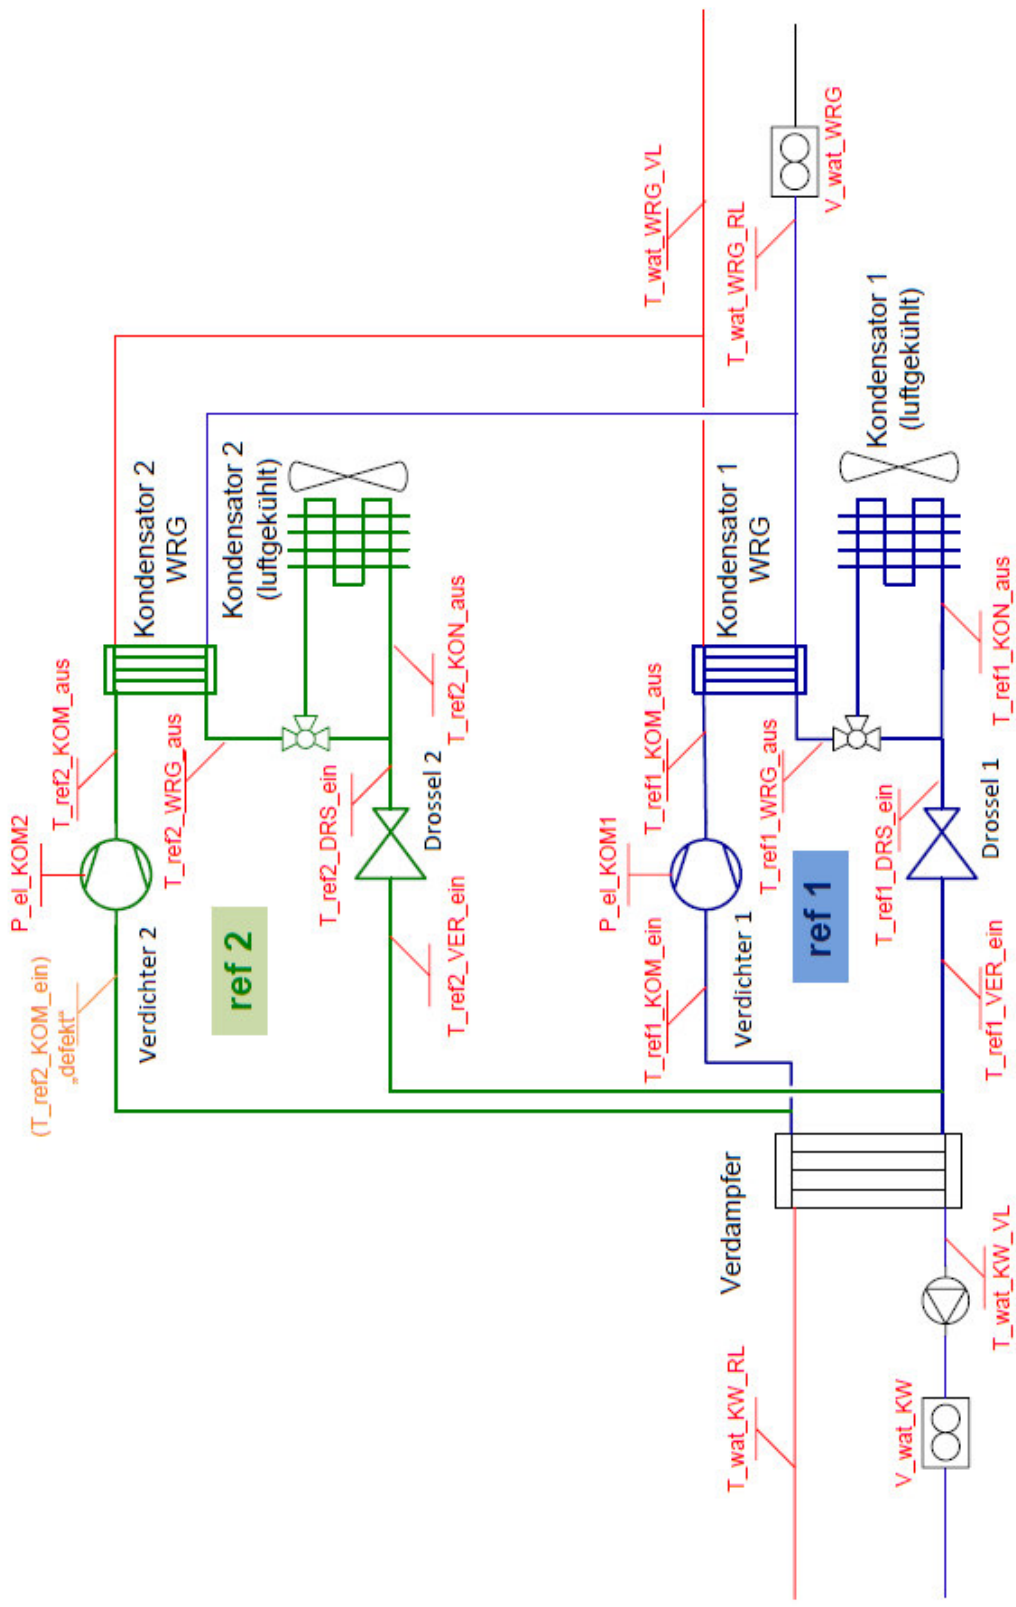 P_el_KOM2
(T_ref2_KOM_ein)
„defekt“
Verdichter 2
T_ref2_KOM_aus
Kondensator 2
WRG
T_ref2_WRG_aus
Kondensator 2
(luftgekühlt)
ref 2
T_ref2_DRS_ein
Drossel 2
T_ref2_KON_aus
T_ref2_VER_ein
P_el_KOM1
T_ref1_KOM_ein
Verdichter 1
T_ref1_KOM_aus
Kondensator 1
WRG
T_wat_WRG_VL
T_wat_WRG_RL
V_wat_WRG
T_ref1_WRG_aus
ref 1
Kondensator 1
(luftgekühlt)
T_ref1_DRS_ein
Drossel 1
T_ref1_KON_aus
T_ref1_VER_ein
Verdampfer
T_wat_KW_RL
V_wat_KW
T_wat_KW_VL